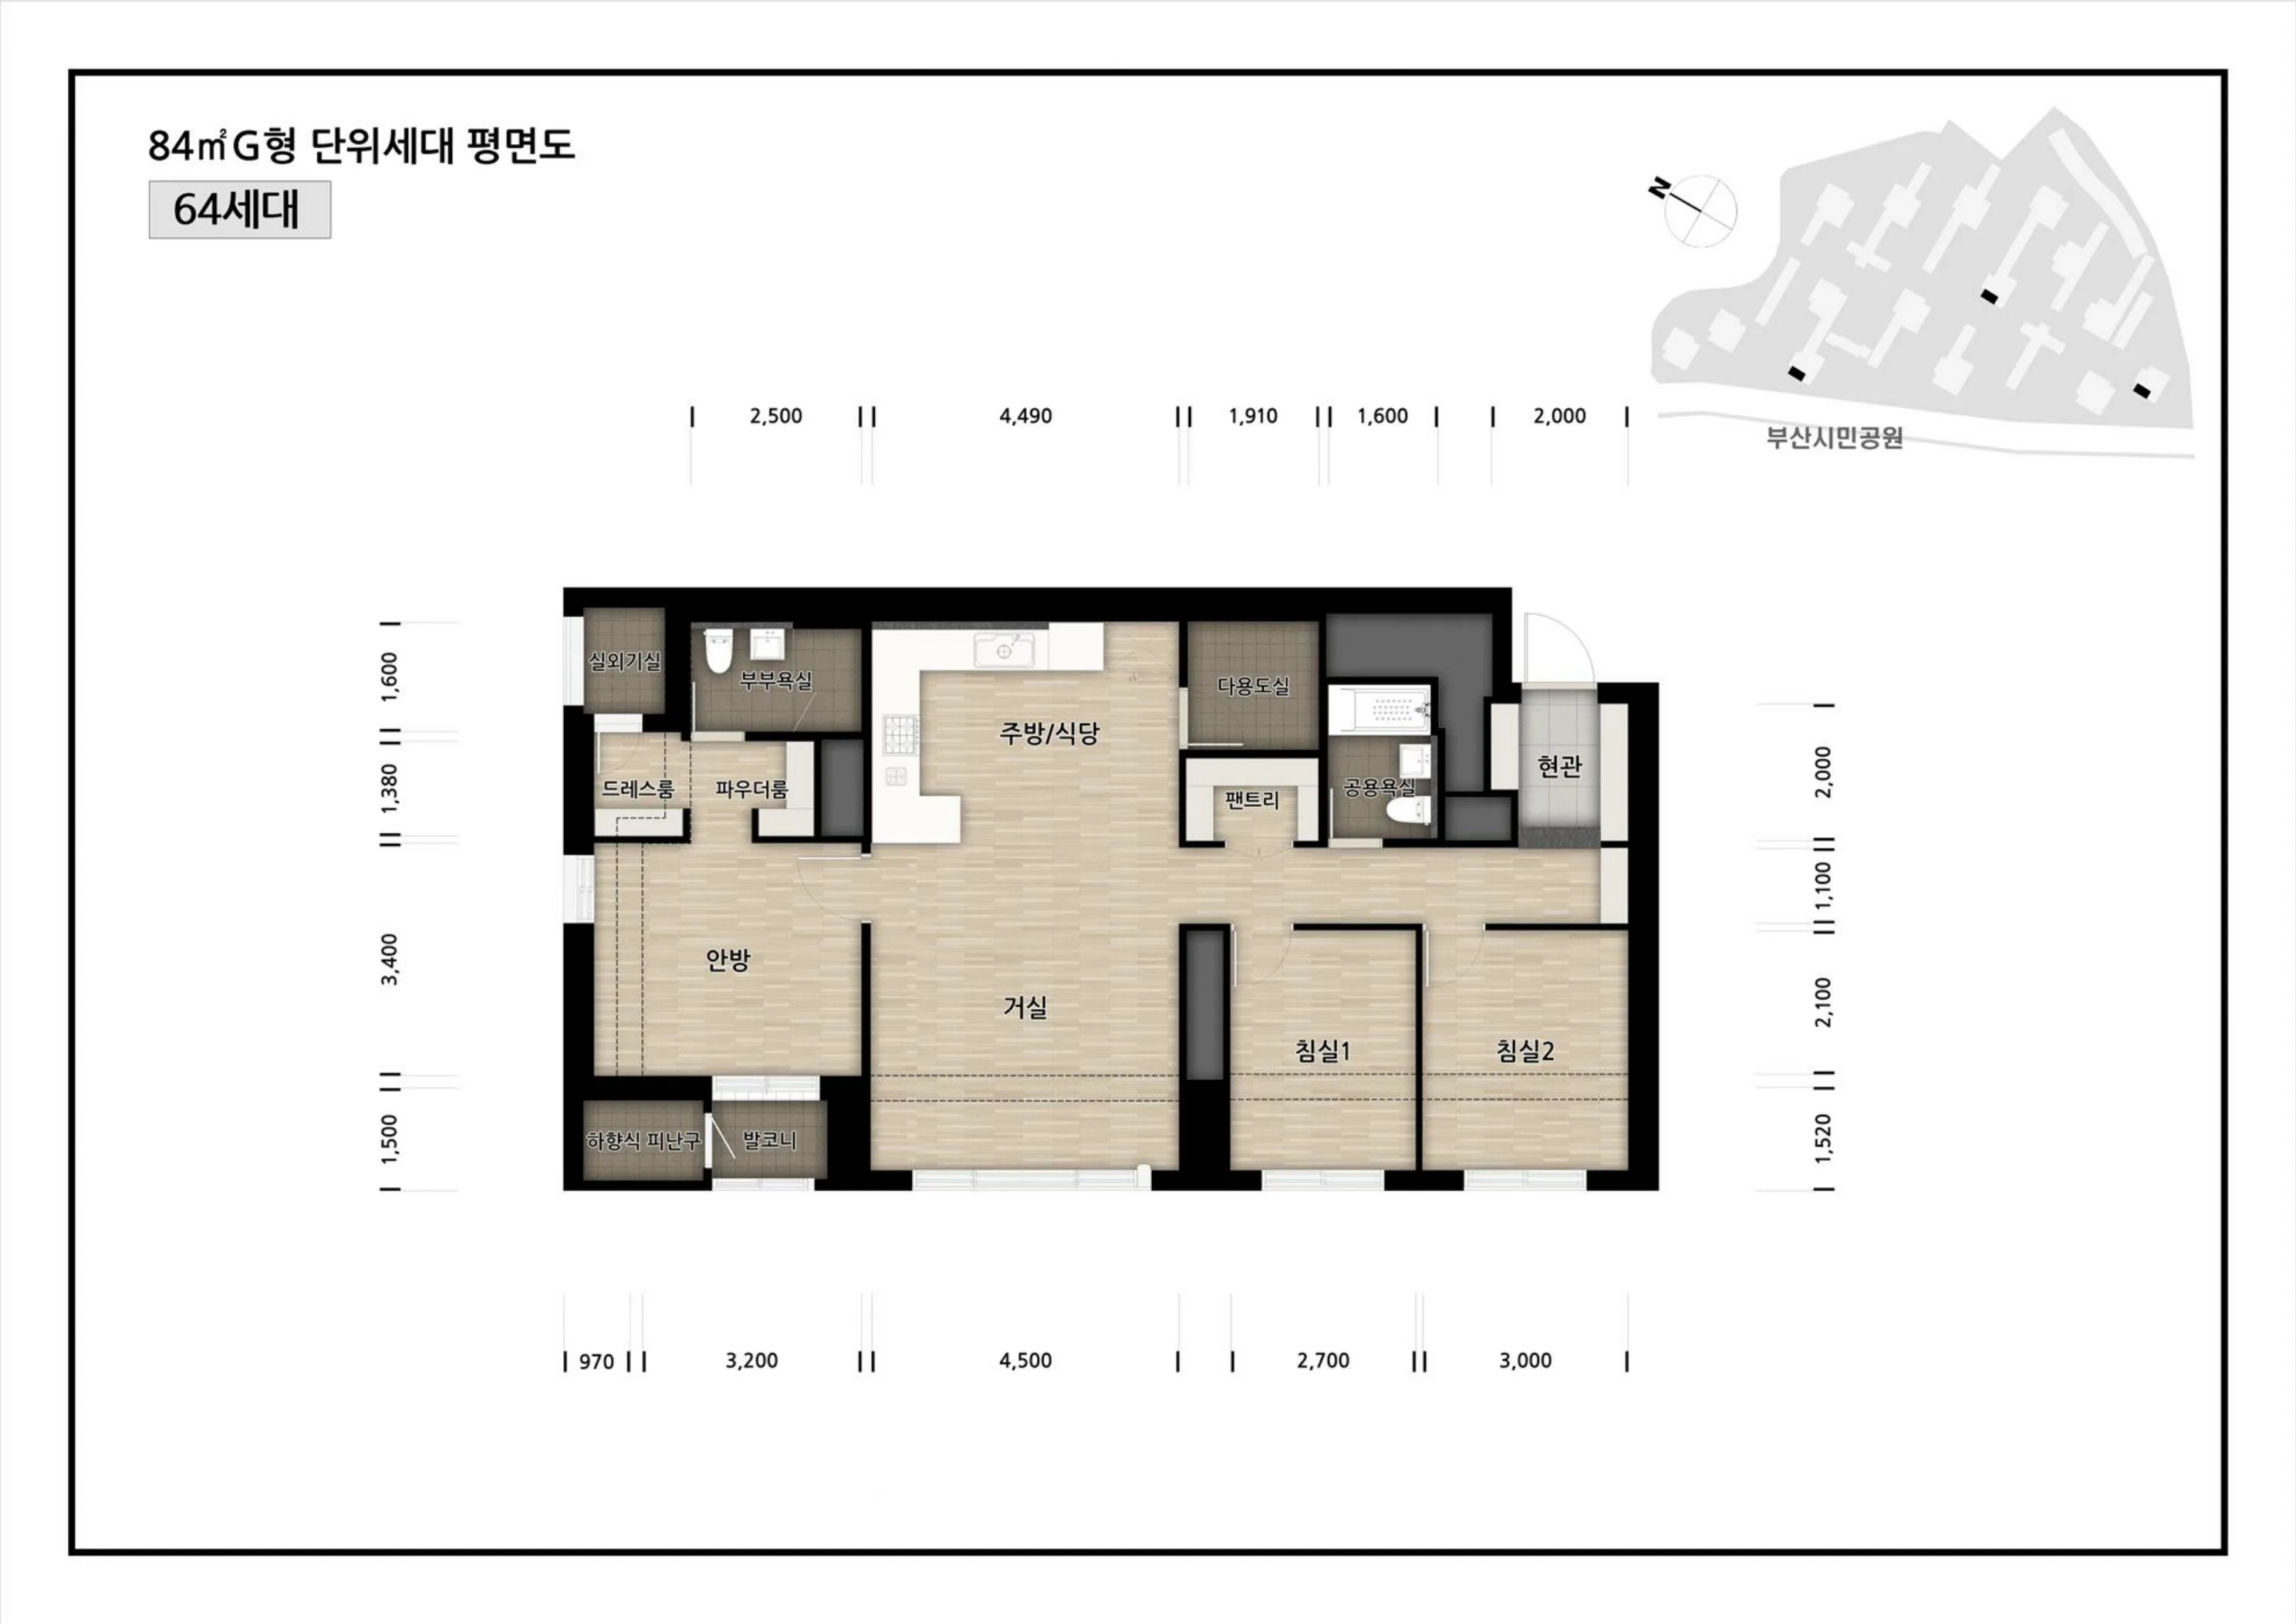 84㎡G형 단위세대 평면도
64세대
N
부산시민공원
2,500
4,490
1,910
1,600
2,000
1,600
1,380
3,400
1,500
실외기실
부부욕실
주방/식당
다용도실
현관
드레스룸
파우더룸
팬트리
공용욕실
안방
거실
침실1
침실2
하향식 피난구
발코니
2,000
1,100
2,100
1,520
970
3,200
4,500
2,700
3,000